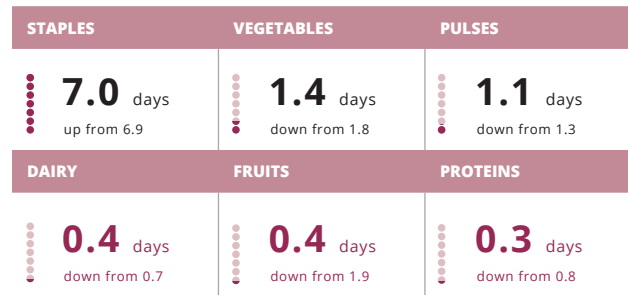 STAPLES VEGETABLES PULSES
7.0 days 1.4 days 1.1 days
up from 6.9 down from 1.8 down from 1.3
DAIRY FRUITS PROTEINS
0.4 days 0.4 days 0.3 days
down from 0.7 down from 1.9 down from 0.8